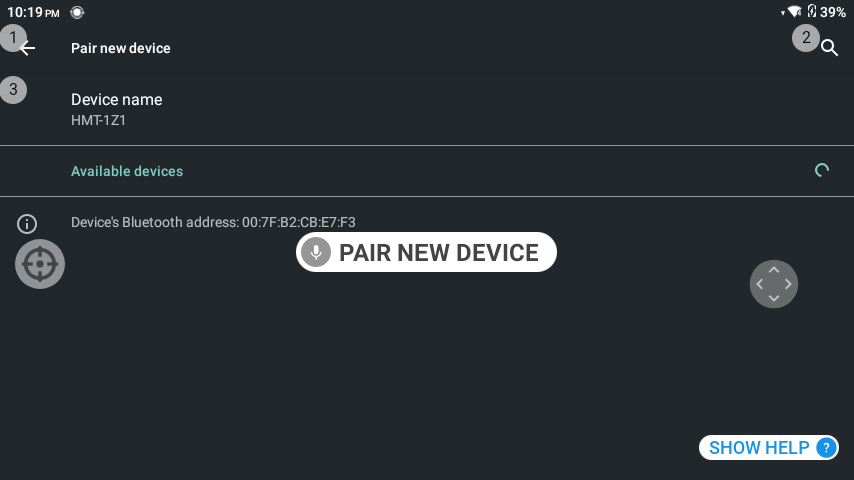 10:19 PM
39%
1
Pair new device
2
3
Device name
HMT-1Z1
Available devices
Device's Bluetooth address: 00:7F:B2:CB:E7:F3
PAIR NEW DEVICE
SHOW HELP ?